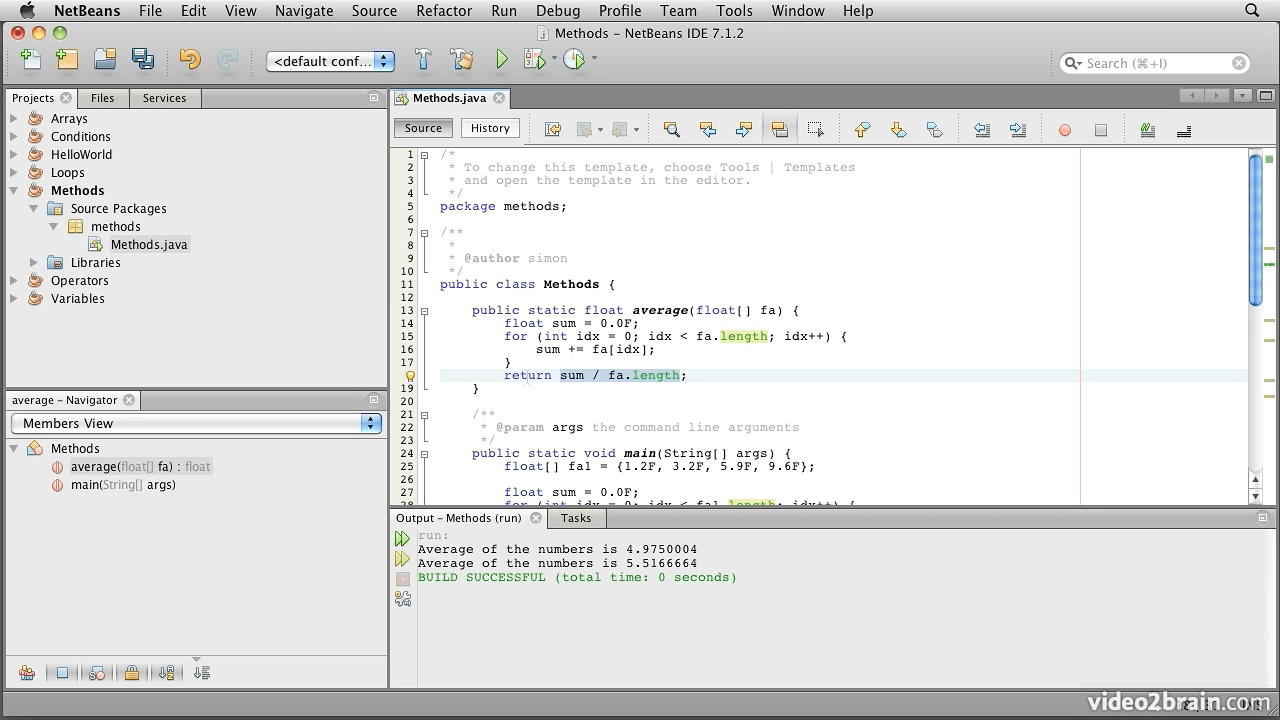 NetBeans File Edit View Navigate Source Refactor Run Debug Profile Team Tools Window Help
Methods – NetBeans IDE 7.1.2
<default conf...
Search (⌘+I)
Projects Files Services
Arrays
Conditions
HelloWorld
Loops
Methods
Source Packages
methods
Methods.java
Libraries
Operators
Variables
average – Navigator
Members View
Methods
average(float[] fa) : float
main(String[] args)
Methods.java
Source History
1 /*
2 * To change this template, choose Tools | Templates
3 * and open the template in the editor.
4 */
5 package methods;
6
7 /**
8 *
9 * @author simon
10 */
11 public class Methods {
12
13 public static float average(float[] fa) {
14 float sum = 0.0F;
15 for (int idx = 0; idx < fa.length; idx++) {
16 sum += fa[idx];
17 }
return sum / fa.length;
19 }
20
21 /**
22 * @param args the command line arguments
23 */
24 public static void main(String[] args) {
25 float[] fa1 = {1.2F, 3.2F, 5.9F, 9.6F};
26
27 float sum = 0.0F;
28 for (int idx = 0; idx < fa1.length; idx++) {
Output – Methods (run) Tasks
run:
Average of the numbers is 4.9750004
Average of the numbers is 5.5166664
BUILD SUCCESSFUL (total time: 0 seconds)
video2brain.com